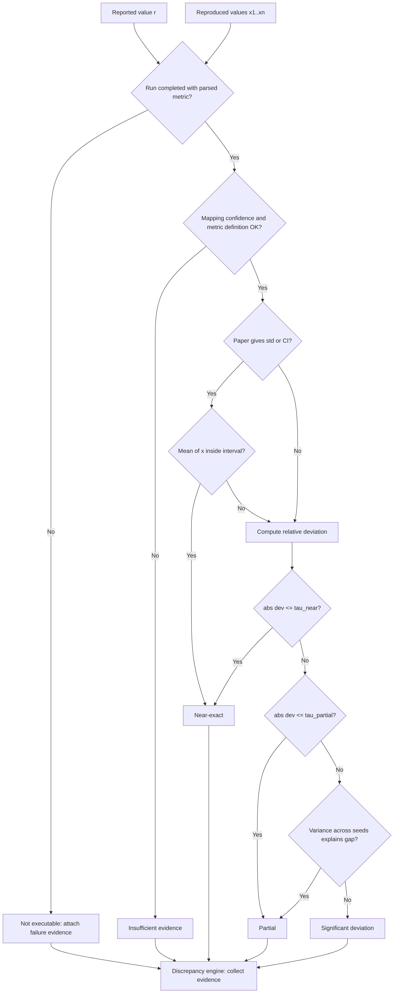 Reported value r
Reproduced values x1..xn
Run completed with parsed
metric?
Yes
Mapping confidence and
metric definition OK?
Yes
Paper gives std or CI?
Yes
Mean of x inside interval?
No
No
Compute relative deviation
No
No
Yes
abs dev <= tau_near?
Yes
No
Near-exact
abs dev <= tau_partial?
No
Yes
Variance across seeds
explains gap?
Yes
No
Not executable: attach
failure evidence
Insufficient evidence
Partial
Significant deviation
Discrepancy engine: collect
evidence